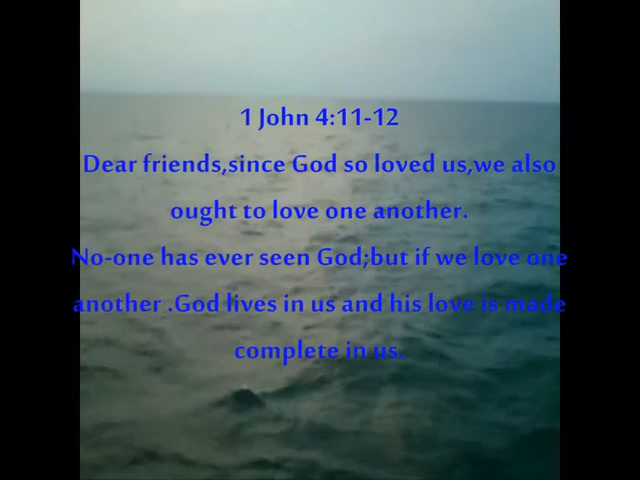 1 John 4:11-12
Dear friends,since God so loved us,we also
ought to love one another.
No-one has ever seen God;but if we love one
another .God lives in us and his love is made
complete in us.